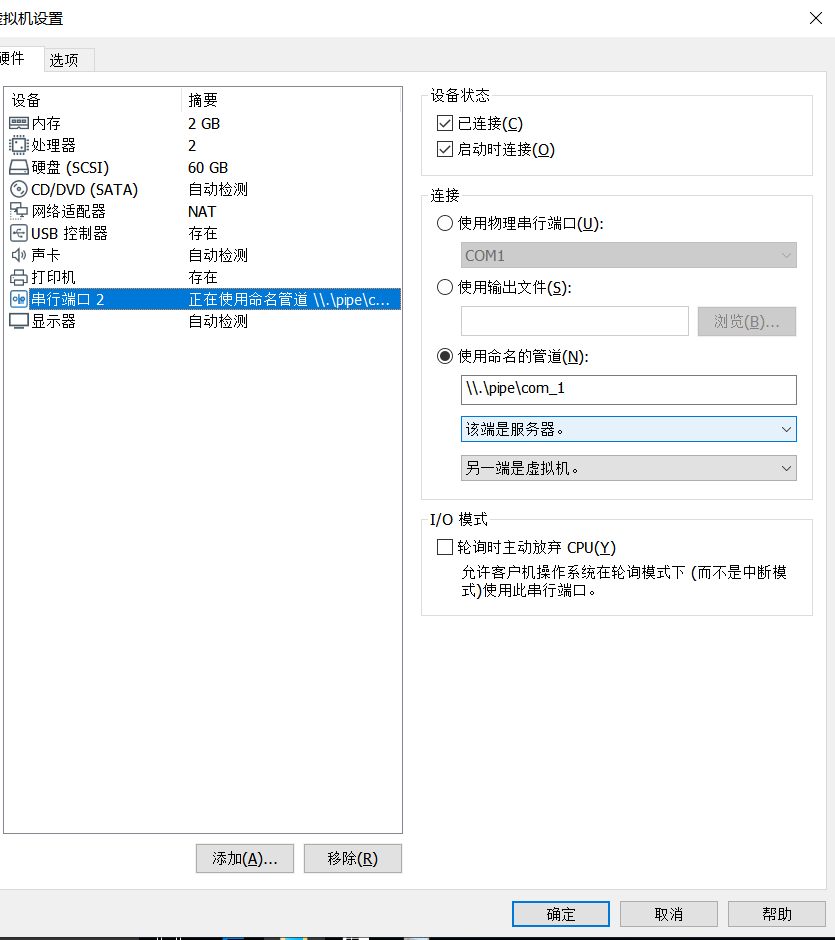 虚拟机设置
硬件 选项
设备 摘要
内存 2 GB
处理器 2
硬盘 (SCSI) 60 GB
CD/DVD (SATA) 自动检测
网络适配器 NAT
USB 控制器 存在
声卡 自动检测
打印机 存在
串行端口 2 正在使用命名管道 \\.\pipe\c...
显示器 自动检测
添加(A)... 移除(R)
设备状态
已连接(C)
启动时连接(O)
连接
使用物理串行端口(U):
COM1
使用输出文件(S):
浏览(B)...
使用命名的管道(N):
\\.\pipe\com_1
该端是服务器。
另一端是虚拟机。
I/O 模式
轮询时主动放弃 CPU(Y)
允许客户机操作系统在轮询模式下 (而不是中断模
式)使用此串行端口。
确定 取消 帮助